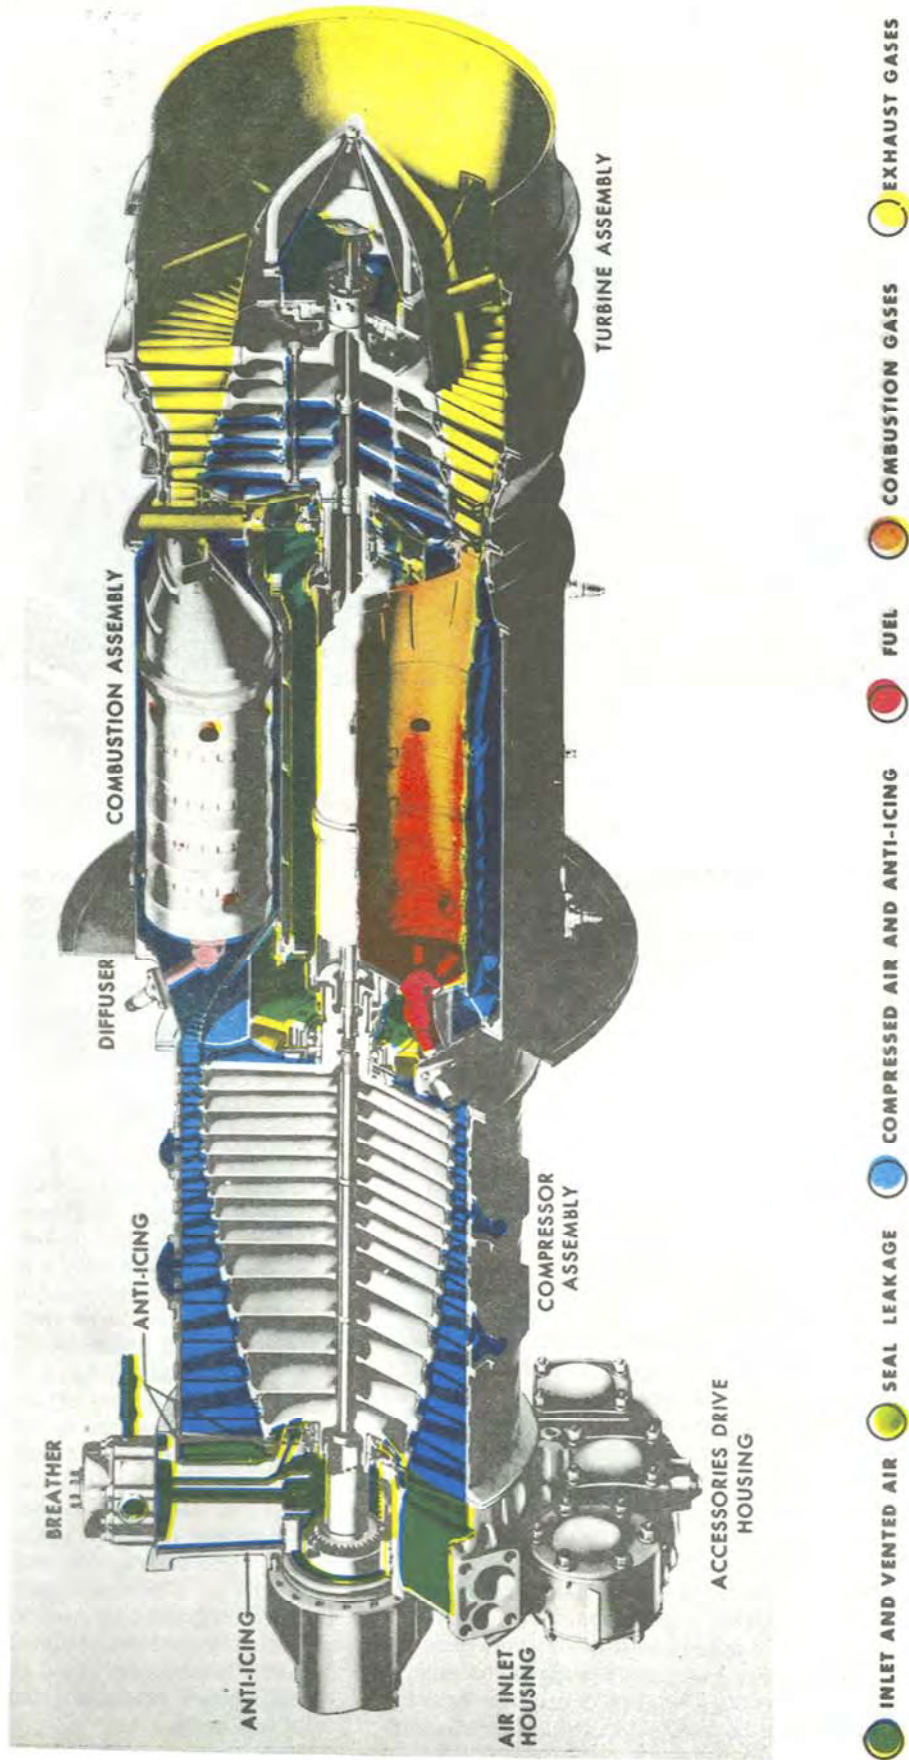 BREATHER
ANTI-ICING
DIFFUSER
COMBUSTION ASSEMBLY
ANTI-ICING
AIR INLET
HOUSING
ACCESSORIES DRIVE
HOUSING
COMPRESSOR
ASSEMBLY
TURBINE ASSEMBLY
INLET AND VENTED AIR
SEAL LEAKAGE
COMPRESSED AIR AND ANTI-ICING
FUEL
COMBUSTION GASES
EXHAUST GASES